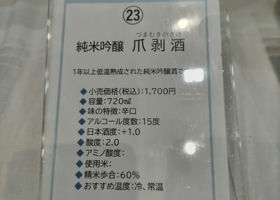 ㉓
つまむきのささ
純米吟醸 爪剥酒
1年以上低温熟成された純米吟醸酒で
◆小売価格(税込):1,700円
◆容量:720㎖
◆味の特徴:辛口
◆アルコール度数:15度
◆日本酒度:+1.0
◆酸度:2.0
◆アミノ酸度:
◆使用米:
◆精米歩合:60%
◆おすすめ温度:冷、常温